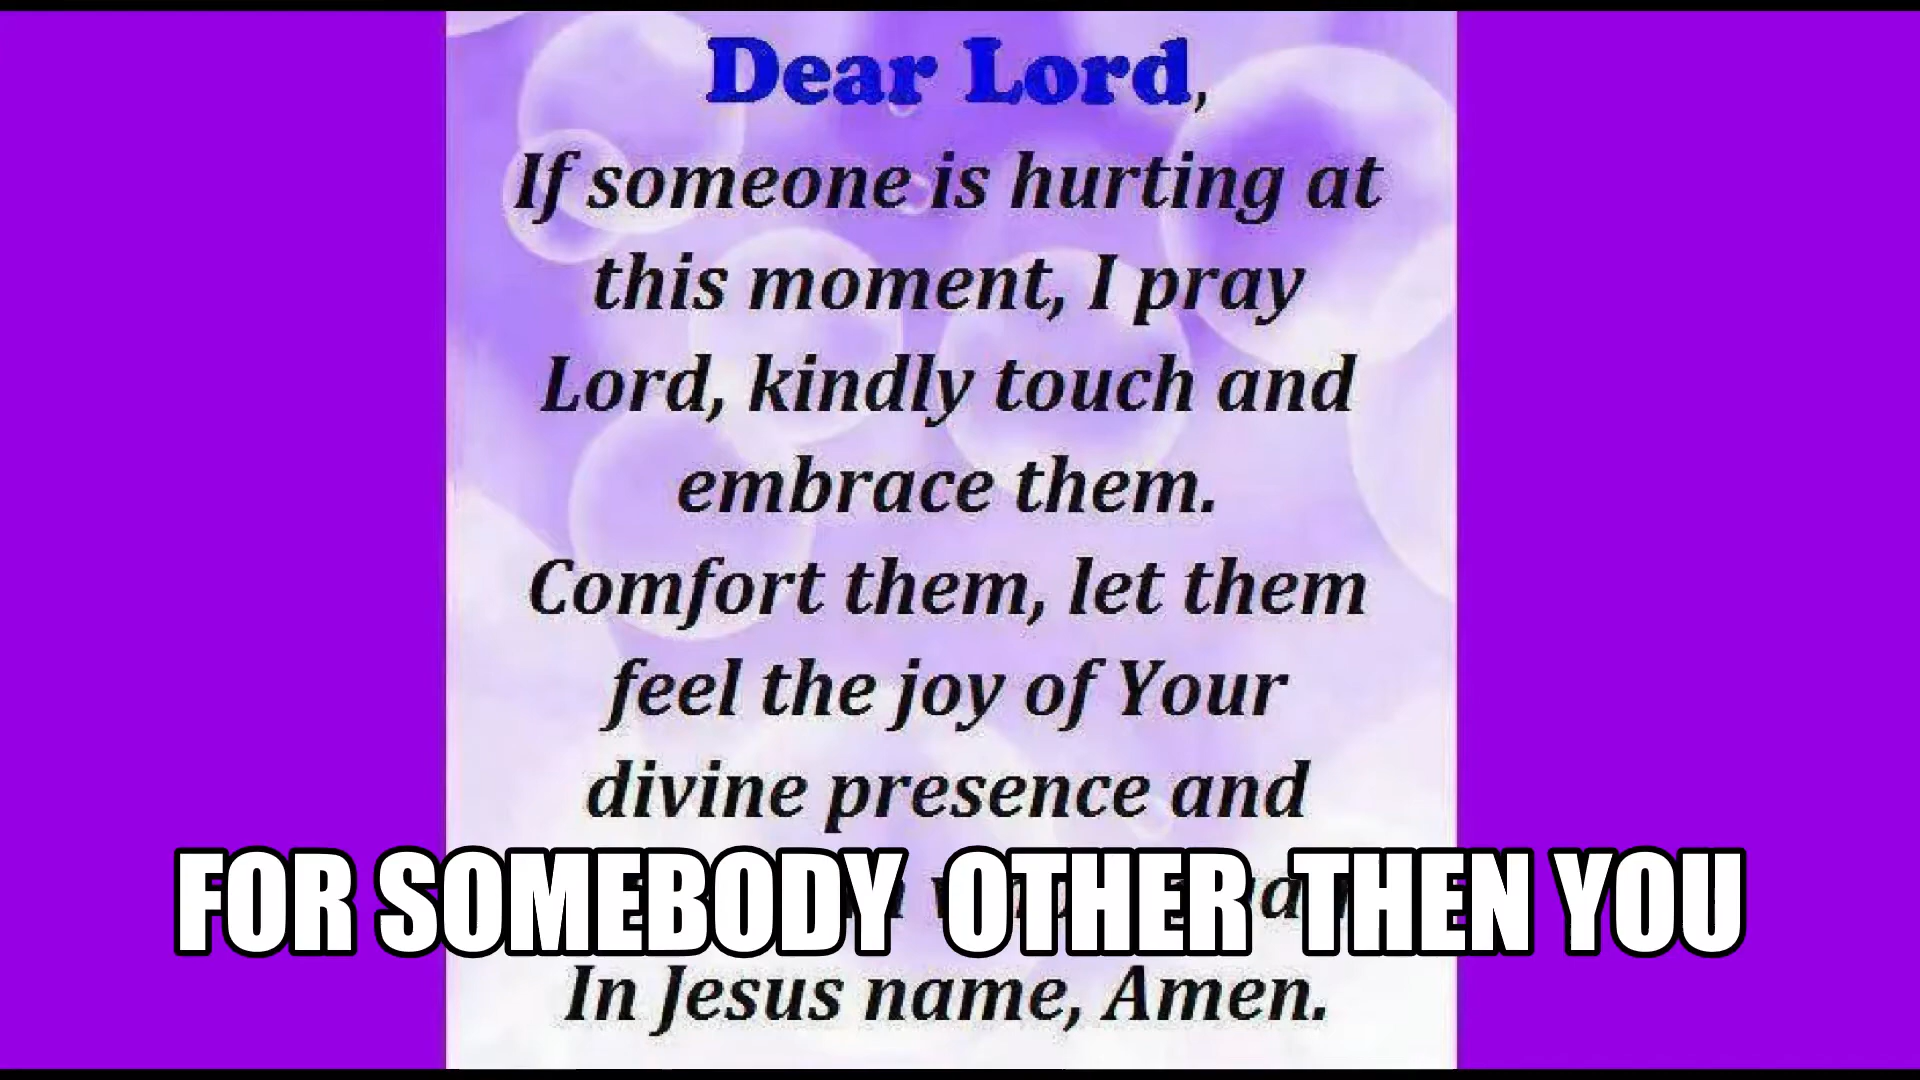 Dear Lord,
If someone is hurting at
this moment, I pray
Lord, kindly touch and
embrace them.
Comfort them, let them
feel the joy of Your
divine presence and
FOR SOMEBODY OTHER THEN YOU
In Jesus name, Amen.